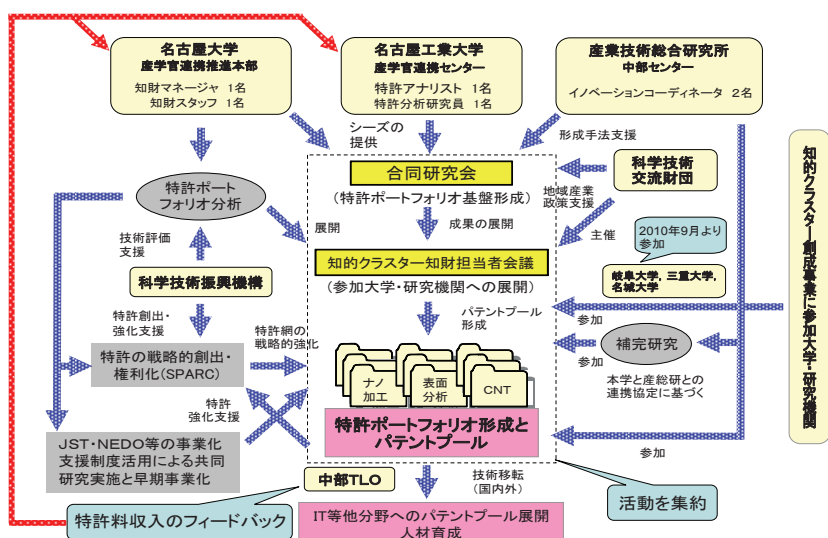 名古屋大学
産学官連携推進本部
知財マネージャ 1名
知財スタッフ 1名
名古屋工業大学
産学官連携センター
特許アナリスト 1名
特許分析研究員 1名
産業技術総合研究所
中部センター
イノベーションコーディネータ 2名
シーズの
提供
形成手法支援
合同研究会
(特許ポートフォリオ基盤形成)
科学技術
交流財団
知的クラスター創成事業に参加大学・研究機関
特許ポート
フォリオ分析
地域産業
政策支援
展開
成果の展開
主催
2010年9月より
参加
技術評価
支援
知的クラスター知財担当者会議
(参加大学・研究機関への展開)
岐阜大学, 三重大学,
名城大学
科学技術振興機構
特許創出・
強化支援
特許網の
戦略的強化
パテントプール
形成
参加
参加
補完研究
特許の戦略的創出・
権利化(SPARC)
ナノ
加工
表面
分析
CNT
本学と産総研との
連携協定に基づく
特許
強化支援
特許ポートフォリオ形成と
パテントプール
JST・NEDO等の事業化
支援制度活用による共同
研究実施と早期事業化
参加
中部TLO
技術移転
(国内外)
活動を集約
特許料収入のフィードバック
IT等他分野へのパテントプール展開
人材育成